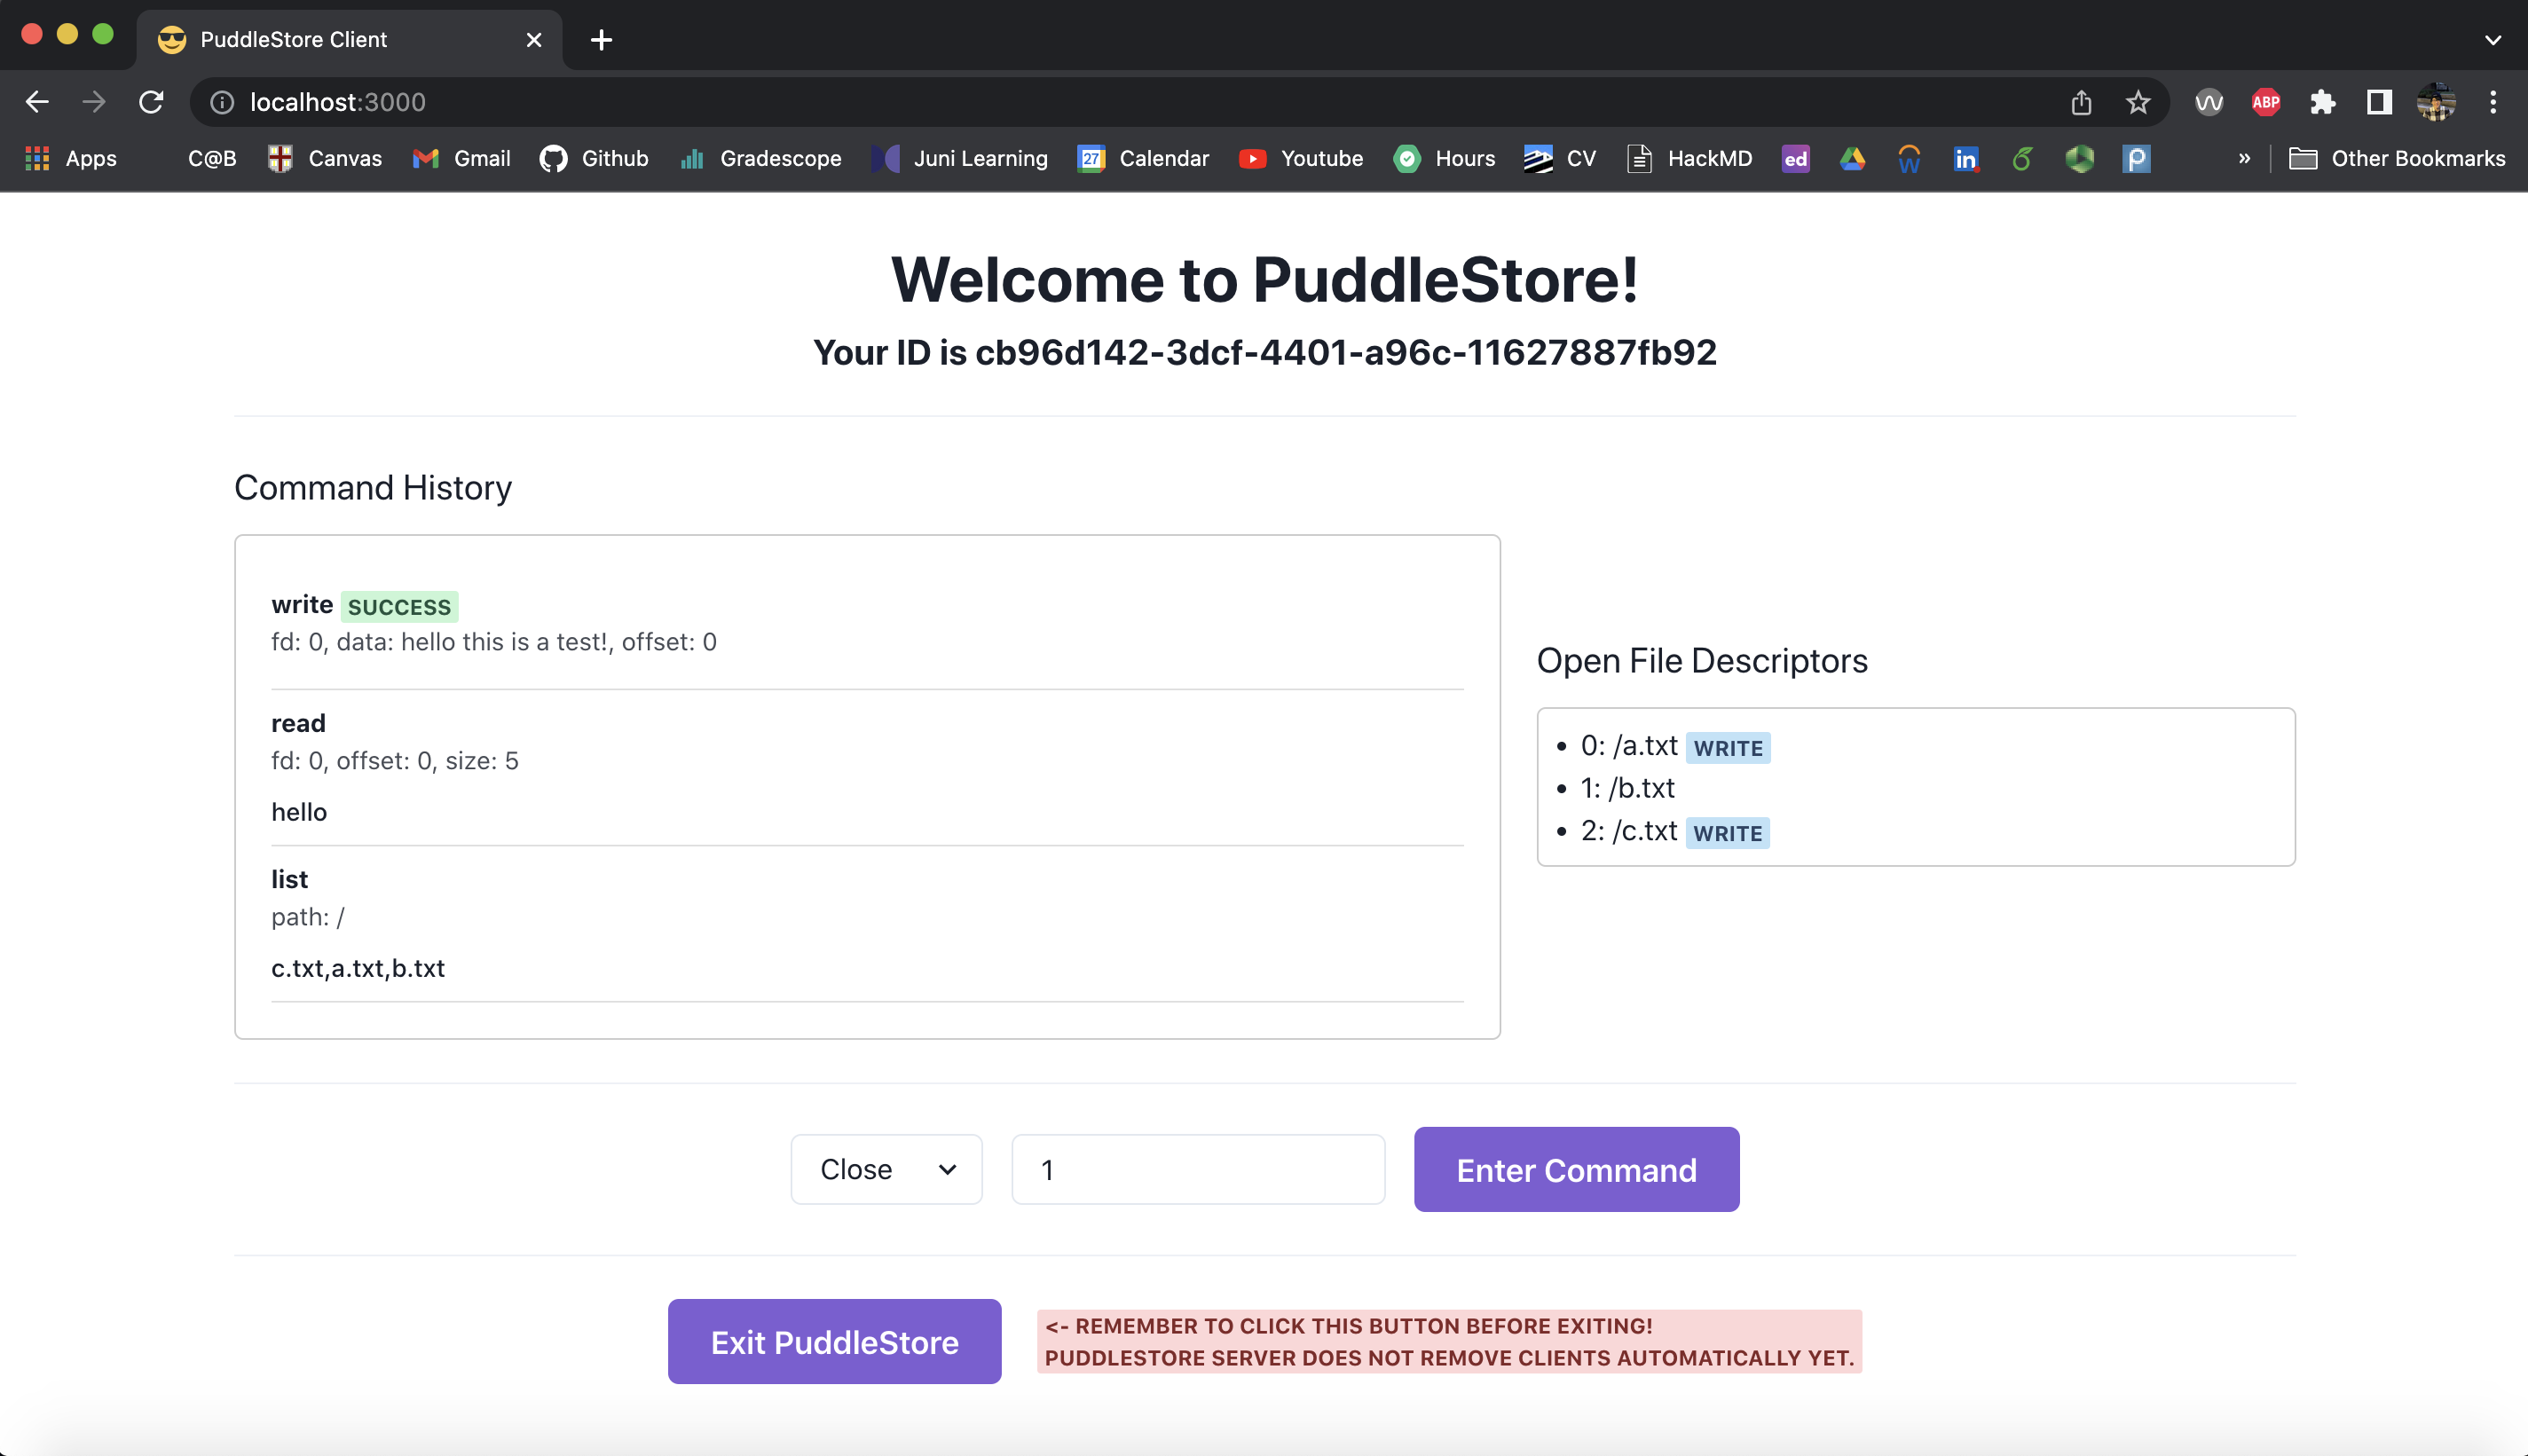 PuddleStore Client
localhost:3000
ABP
Apps C@B Canvas Gmail Github Gradescope Juni Learning 27 Calendar Youtube Hours CV HackMD ed W in P » Other Bookmarks
Welcome to PuddleStore!
Your ID is cb96d142-3dcf-4401-a96c-11627887fb92
Command History
write SUCCESS
fd: 0, data: hello this is a test!, offset: 0
read
fd: 0, offset: 0, size: 5
hello
list
path: /
c.txt,a.txt,b.txt
Open File Descriptors
0: /a.txt WRITE
1: /b.txt
2: /c.txt WRITE
Close 1 Enter Command
Exit PuddleStore
<- REMEMBER TO CLICK THIS BUTTON BEFORE EXITING!
PUDDLESTORE SERVER DOES NOT REMOVE CLIENTS AUTOMATICALLY YET.